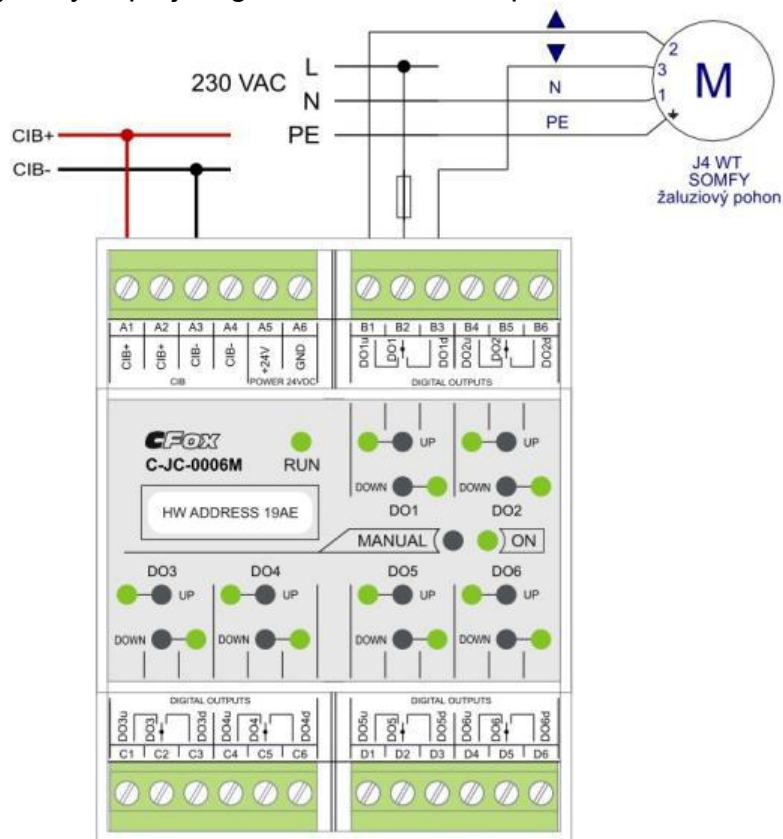 2
L
3
M
230 VAC
N
N
1
PE
PE
CIB+
CIB-
J4 WT
SOMFY
žaluziový pohon
A1 A2 A3 A4 A5 A6
CIB+ CIB+ CIB- CIB- +24V GND
CIB POWER 24VDC
B1 B2 B3 B4 B5 B6
DO1u DO1 DO1d DO2u DO2 DO2d
DIGITAL OUTPUTS
CFox
C-JC-0006M
RUN
HW ADDRESS 19AE
UP UP
DOWN DOWN
DO1 DO2
MANUAL ON
DO3 DO4 DO5 DO6
UP UP UP UP
DOWN DOWN DOWN DOWN
DIGITAL OUTPUTS
DO3u DO3 DO3d DO4u DO4 DO4d
C1 C2 C3 C4 C5 C6
DIGITAL OUTPUTS
DO5u DO5 DO5d DO6u DO6 DO6d
D1 D2 D3 D4 D5 D6